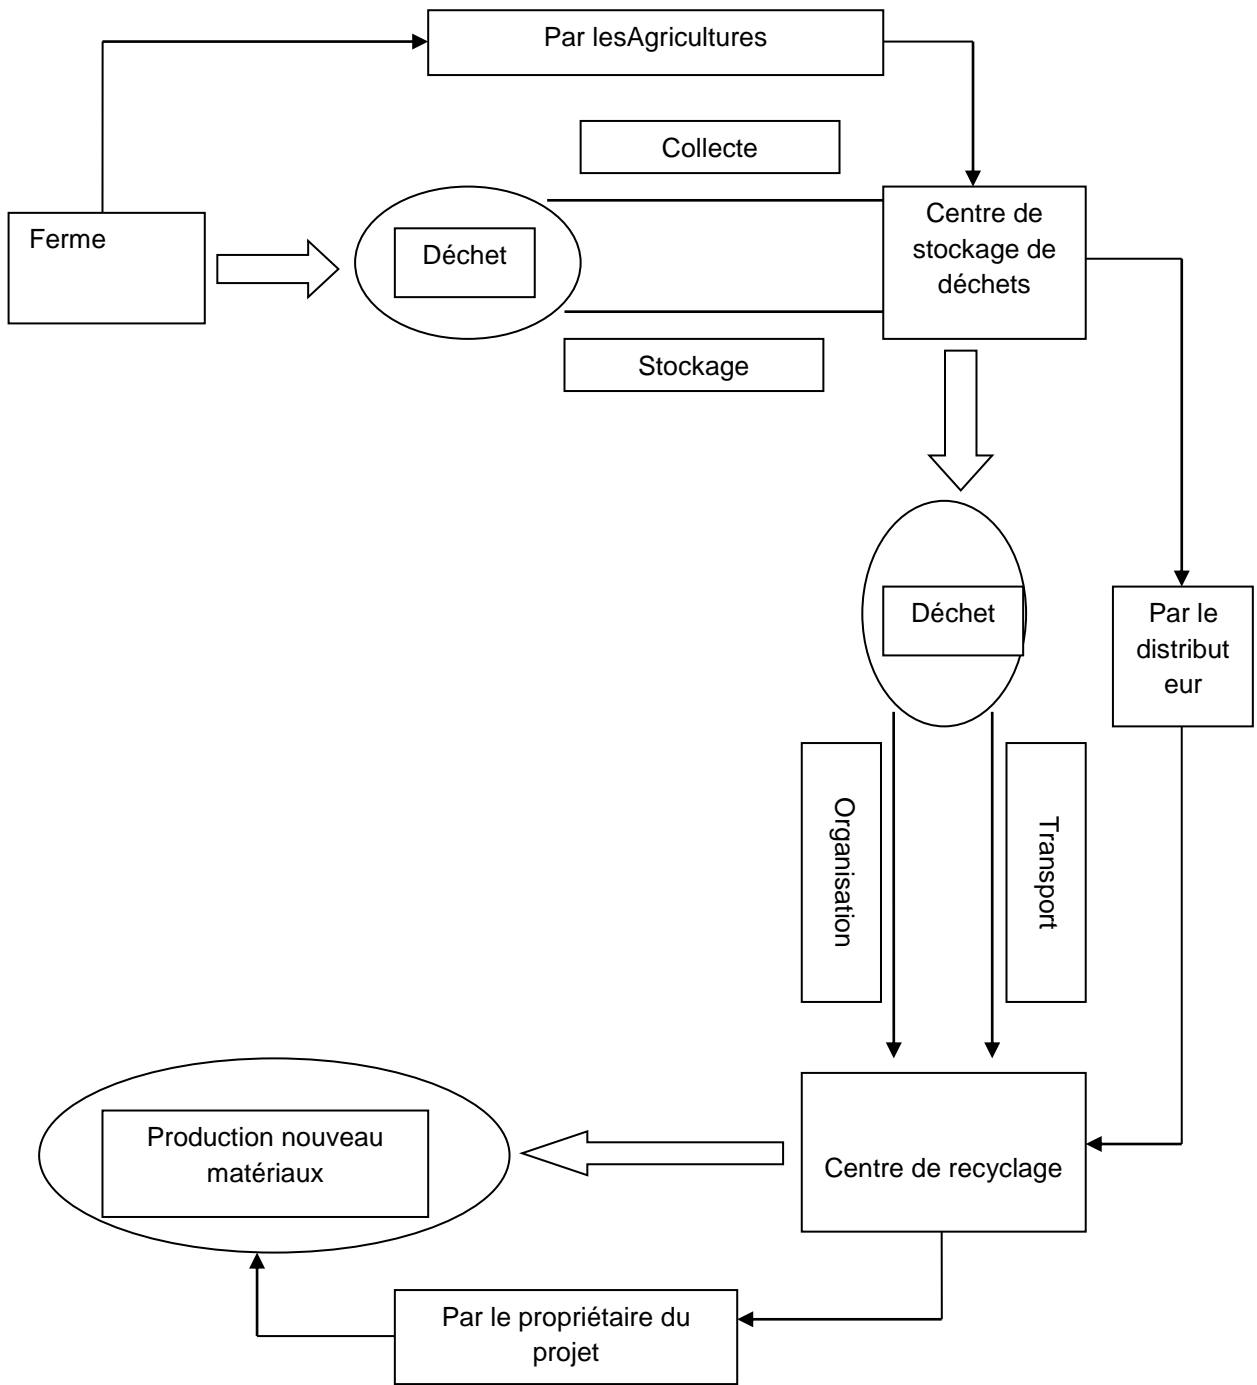 Par lesAgricultures
Collecte
Ferme
Déchet
Centre de
stockage de
déchets
Stockage
Déchet
Par le
distribut
eur
Organisation
Transport
Production nouveau
matériaux
Centre de recyclage
Par le propriétaire du
projet